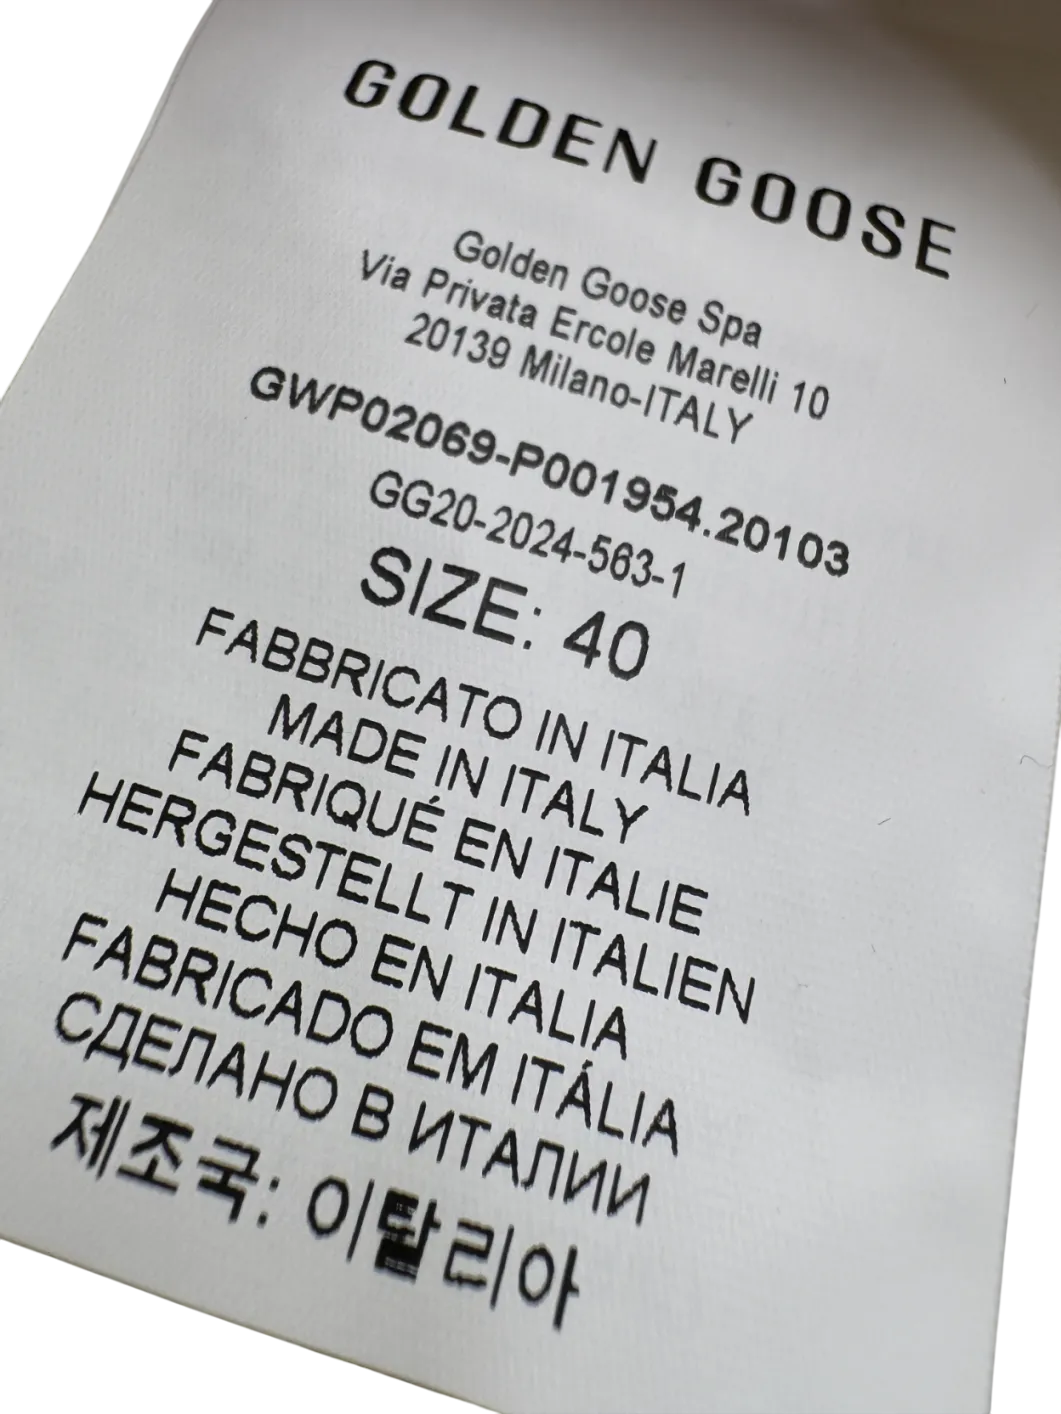 GOLDEN GOOSE
Golden Goose Spa
Via Privata Ercole Marelli 10
20139 Milano-ITALY
GWP02069-P001954.20103
GG20-2024-563-1
SIZE: 40
FABBRICATO IN ITALIA
MADE IN ITALY
FABRIQUÉ EN ITALIE
HERGESTELLT IN ITALIEN
HECHO EN ITALIA
FABRICADO EM ITÁLIA
СДЕЛАНО В ИТАЛИИ
제조국: 이탈리아